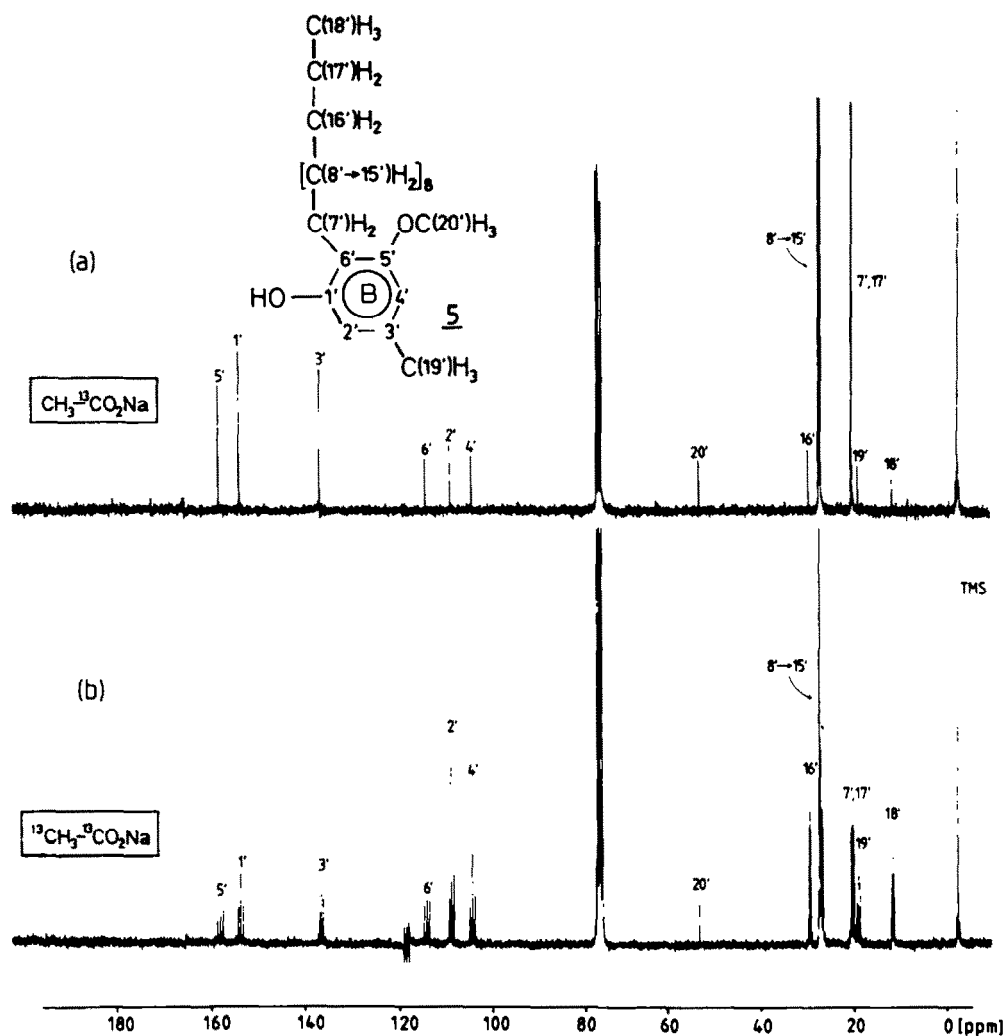 C(18')H₃
C(17')H₂
C(16')H₂
[C(8'→15')H₂]₈
C(7')H₂
OC(20')H₃
6' 5'
HO 1' B 4'
2' 3'
5
C(19')H₃
(a)
CH₃-¹³CO₂Na
5'
1'
3'
6'
2'
4'
20'
16'
8'→15'
7',17'
19'
18'
TMS
(b)
¹³CH₃-¹³CO₂Na
5'
1'
3'
6'
2'
4'
20'
16'
8'→15'
7',17'
19'
18'
180 160 140 120 100 80 60 40 20 0 [ppm]